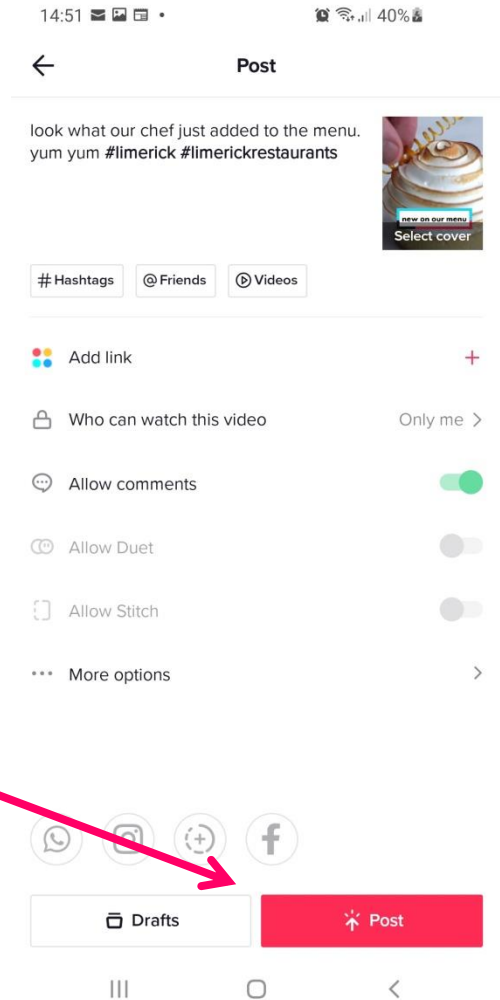 14:51
40%
Post
look what our chef just added to the menu.
yum yum #limerick #limerickrestaurants
new on our menu
Select cover
# Hashtags @ Friends Videos
Add link
Who can watch this video Only me
Allow comments
Allow Duet
Allow Stitch
More options
Drafts
Post